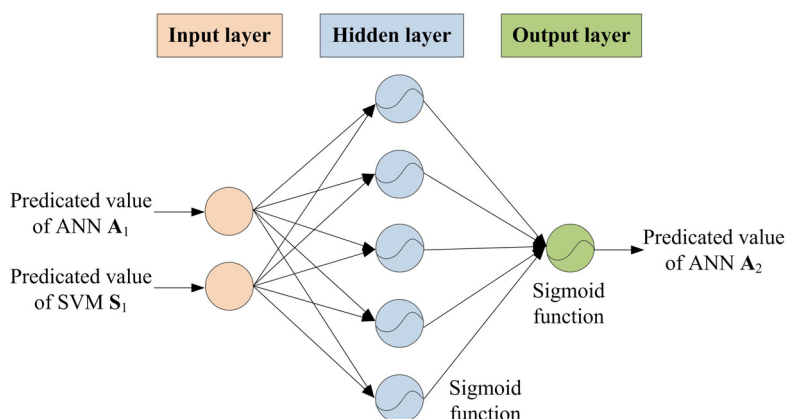 Input layer
Hidden layer
Output layer
Predicated value
of ANN A₁
Predicated value
of SVM S₁
Sigmoid
function
Predicated value
of ANN A₂
Sigmoid
function